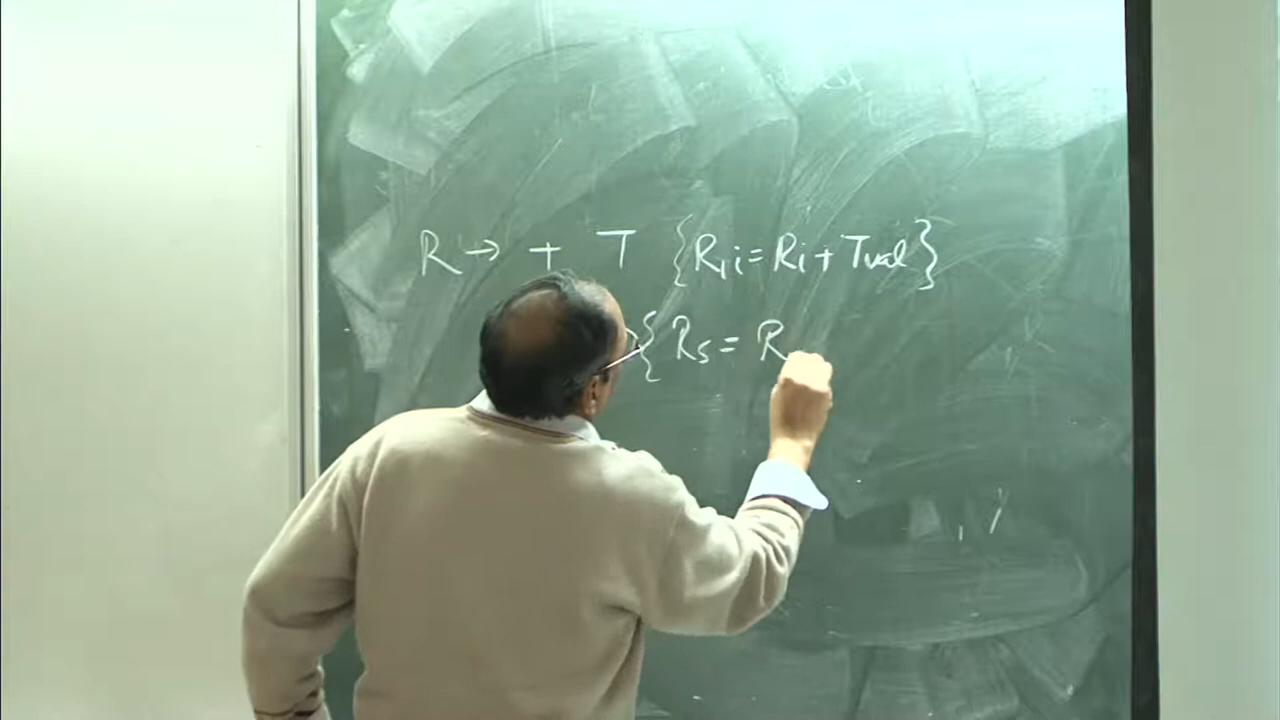 R → + T {R₁i = Ri + Tval}
{ Rs = R